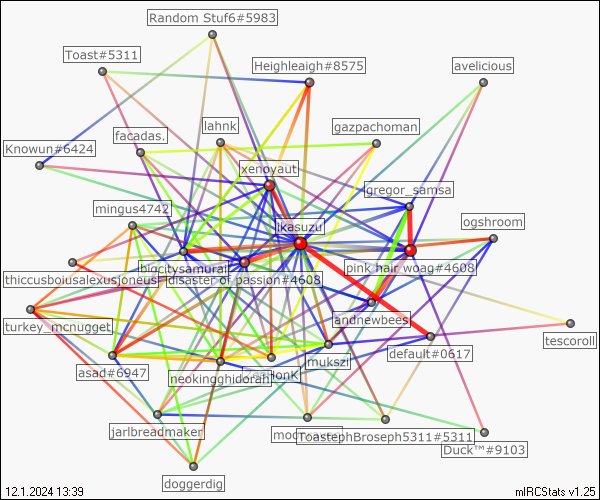 Random Stuf6#5983
Toast#5311
Heighleaigh#8575
avelicious
facadas.
lahnk
gazpachoman
Knowun#6424
xenoyaut
gregor_samsa
mingus4742
ikasuzu
ogshroom
bigcitysamurai
pink hair woag#4608
thiccusboiusalexusjoneus
disaster of passion#4608
andnewbees
turkey_mcnugget
tescoroll
mukszi
default#0617
asad#6947
neokingghidorah
jarlbreadmaker
ToastephBroseph5311#5311
Duck™#9103
doggerdig
12.1.2024 13:39
mIRCStats v1.25